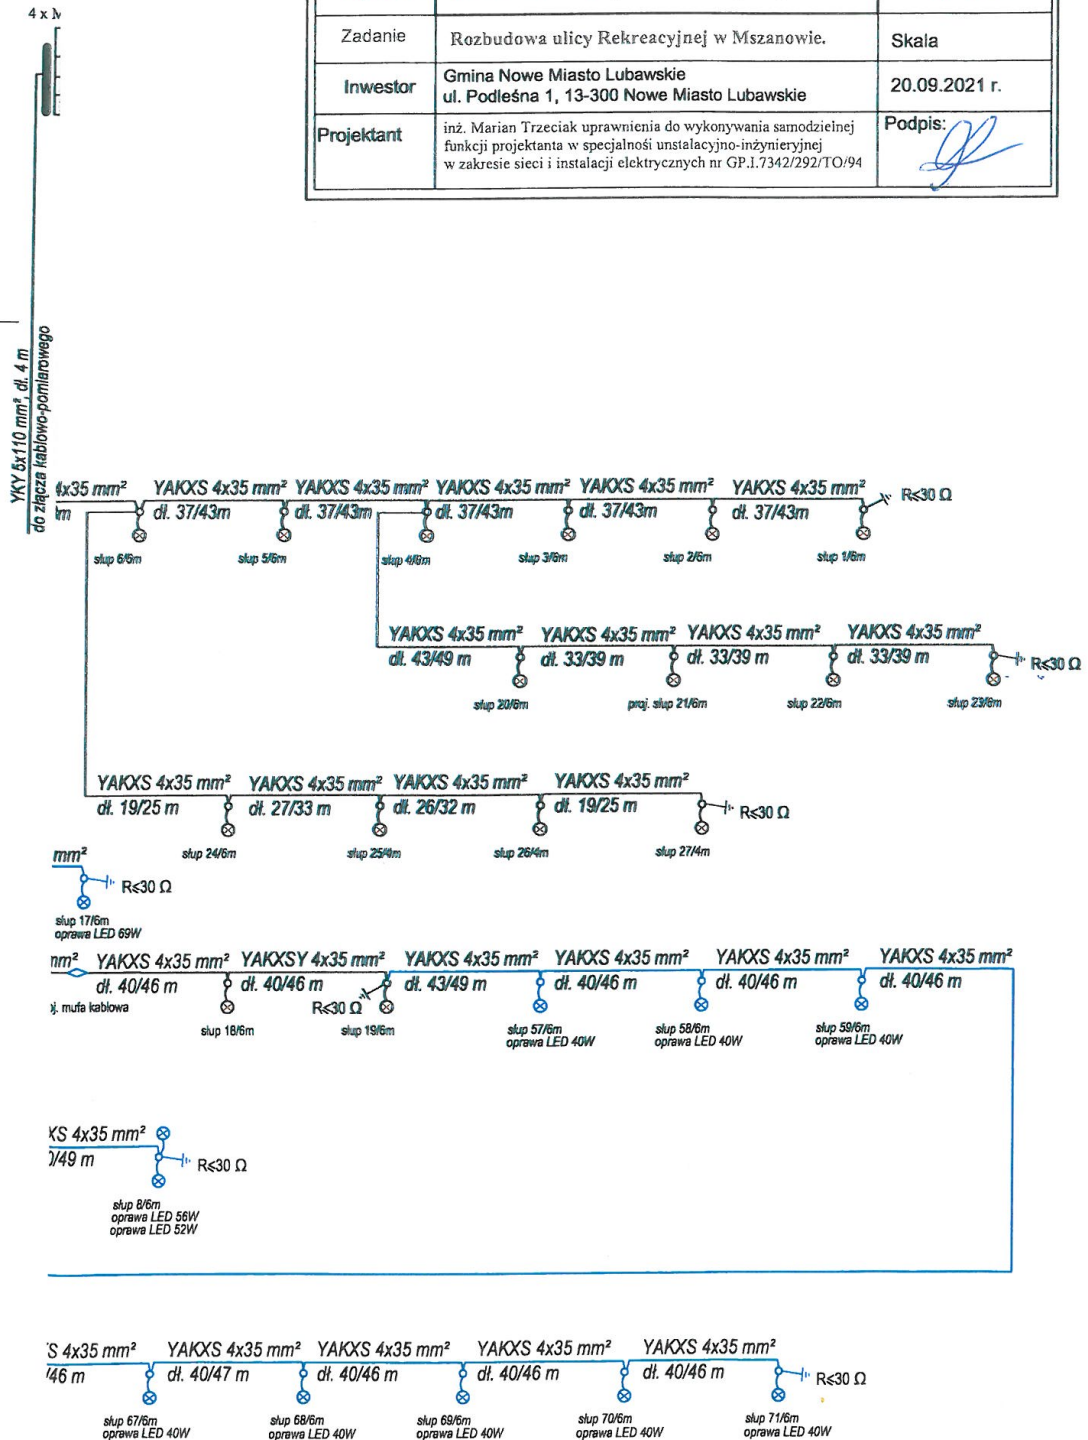 4 x
Zadanie
Rozbudowa ulicy Rekreacyjnej w Mszanowie.
Skala
Inwestor
Gmina Nowe Miasto Lubawskie
ul. Podleśna 1, 13-300 Nowe Miasto Lubawskie
20.09.2021 r.
Projektant
inż. Marian Trzeciak uprawnienia do wykonywania samodzielnej
funkcji projektanta w specjalności unstalacyjno-inżynieryjnej
w zakresie sieci i instalacji elektrycznych nr GP.I.7342/292/TO/94
Podpis:
YKY 5x110 mm², dł. 4 m
do złącza kablowo-pomiarowego
4x35 mm² YAKXS 4x35 mm² YAKXS 4x35 mm² YAKXS 4x35 mm² YAKXS 4x35 mm² YAKXS 4x35 mm²
R≤30 Ω
dł. 37/43m dł. 37/43m dł. 37/43m dł. 37/43m dł. 37/43m
słup 6/6m słup 5/6m słup 4/6m słup 3/6m słup 2/6m słup 1/6m
YAKXS 4x35 mm² YAKXS 4x35 mm² YAKXS 4x35 mm² YAKXS 4x35 mm²
dł. 43/49 m dł. 33/39 m dł. 33/39 m dł. 33/39 m R≤30 Ω
słup 20/6m proj. słup 21/6m słup 22/6m słup 23/6m
YAKXS 4x35 mm² YAKXS 4x35 mm² YAKXS 4x35 mm² YAKXS 4x35 mm²
dł. 19/25 m dł. 27/33 m dł. 26/32 m dł. 19/25 m R≤30 Ω
słup 24/6m słup 25/4m słup 26/4m słup 27/4m
mm²
R≤30 Ω
słup 17/6m
oprawa LED 69W
mm² YAKXS 4x35 mm² YAKXSY 4x35 mm² YAKXS 4x35 mm² YAKXS 4x35 mm² YAKXS 4x35 mm² YAKXS 4x35 mm²
dł. 40/46 m dł. 40/46 m dł. 43/49 m dł. 40/46 m dł. 40/46 m dł. 40/46 m
j. mufa kablowa R≤30 Ω
słup 18/6m słup 19/6m słup 57/6m słup 58/6m słup 59/6m
oprawa LED 40W oprawa LED 40W oprawa LED 40W
XS 4x35 mm²
/49 m
R≤30 Ω
słup 8/6m
oprawa LED 56W
oprawa LED 52W
S 4x35 mm² YAKXS 4x35 mm² YAKXS 4x35 mm² YAKXS 4x35 mm² YAKXS 4x35 mm²
/46 m dł. 40/47 m dł. 40/46 m dł. 40/46 m dł. 40/46 m R≤30 Ω
słup 67/6m słup 68/6m słup 69/6m słup 70/6m słup 71/6m
oprawa LED 40W oprawa LED 40W oprawa LED 40W oprawa LED 40W oprawa LED 40W